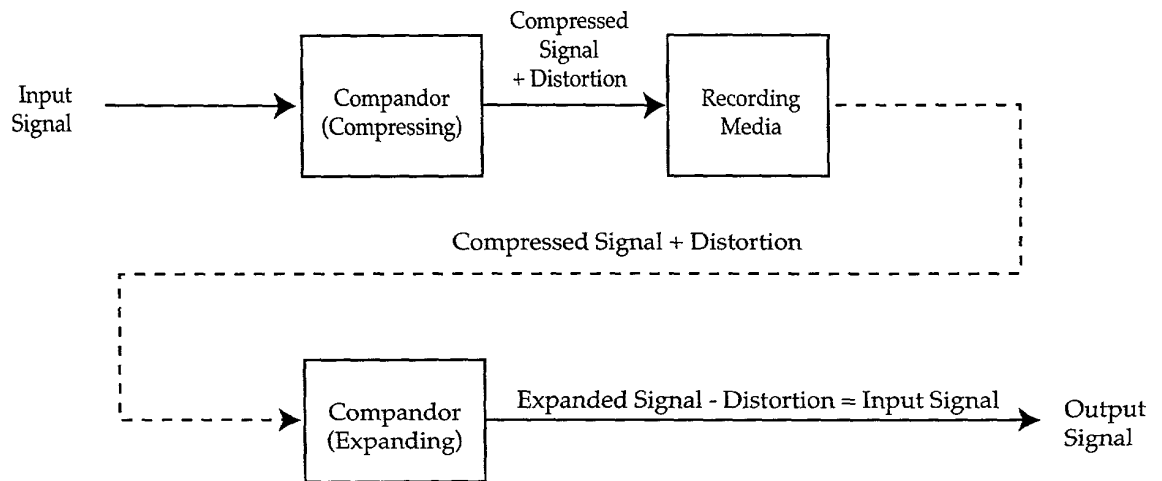 Compressed
Signal
+ Distortion
Input
Signal
Compandor
(Compressing)
Recording
Media
Compressed Signal + Distortion
Compandor
(Expanding)
Expanded Signal - Distortion = Input Signal
Output
Signal